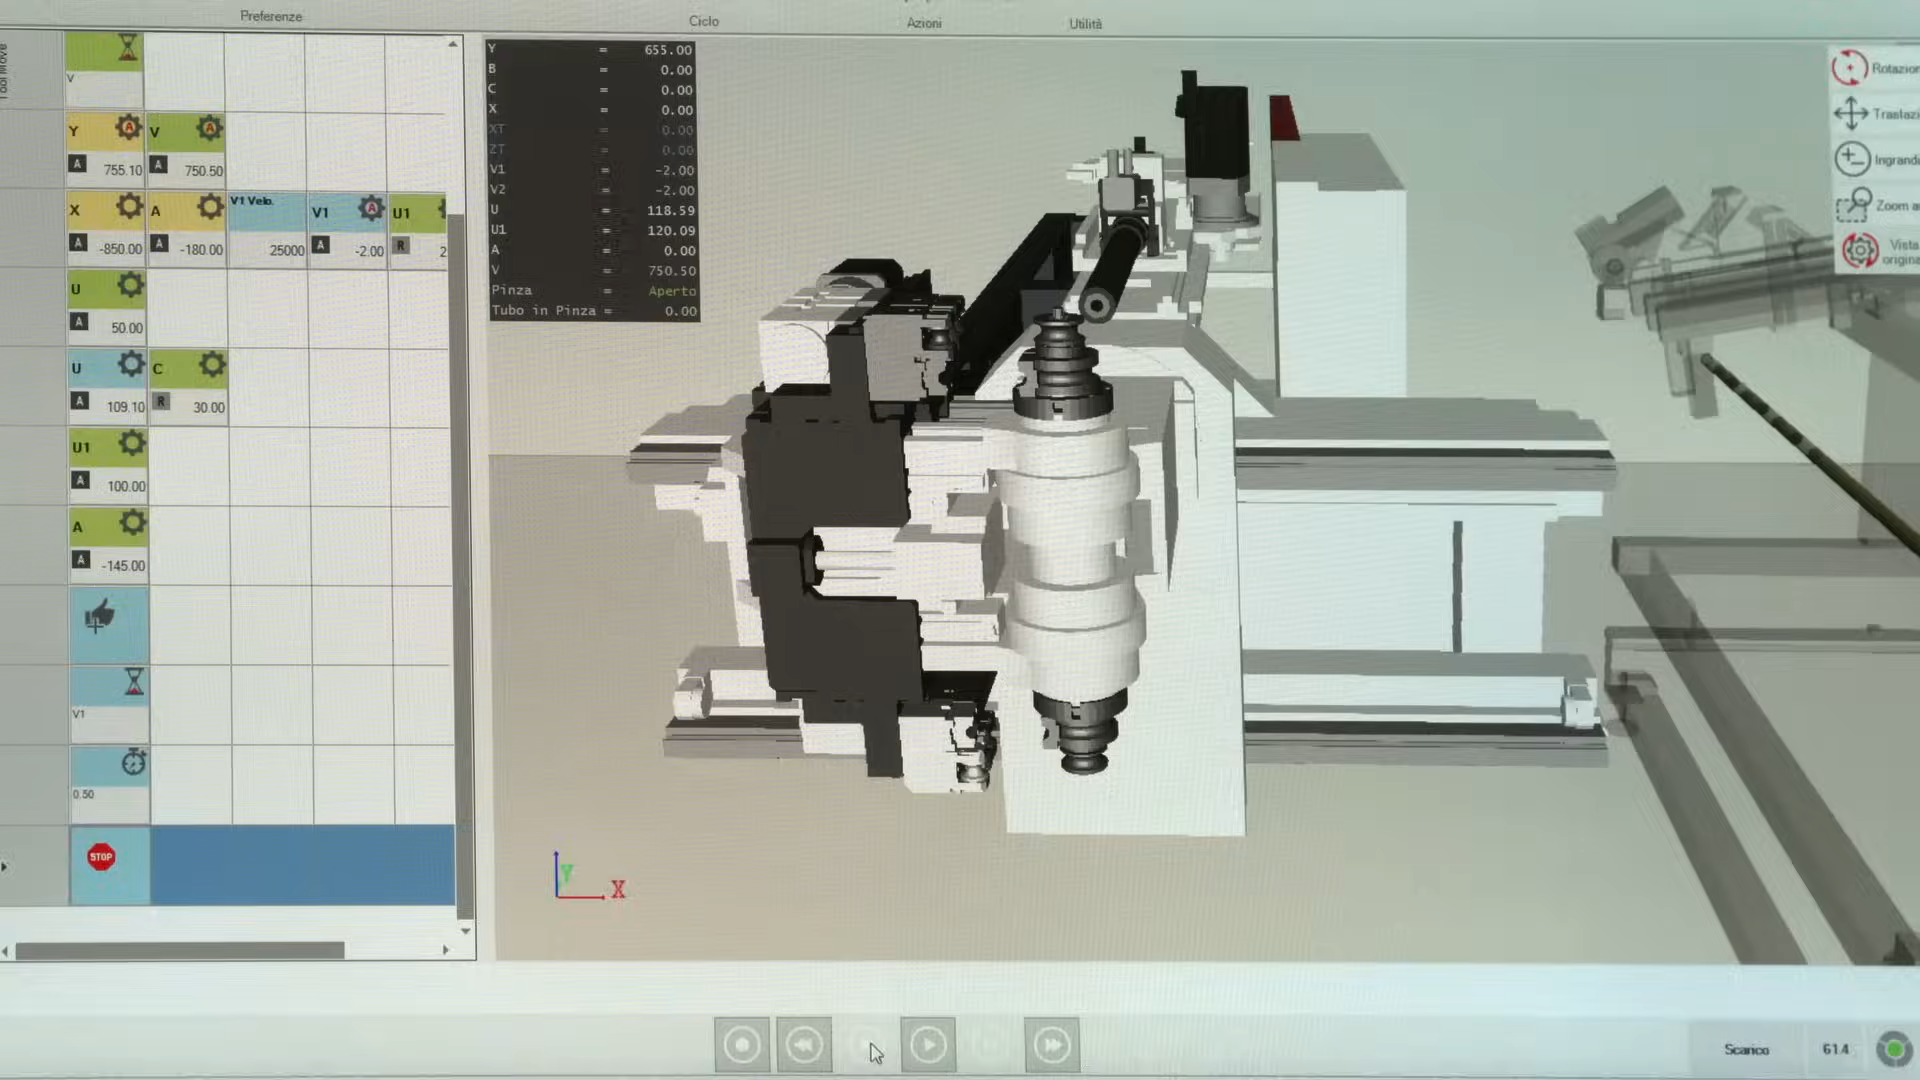 Preferenze
Ciclo
Azioni
Utilità
V
Y A V A
A 755.10 A 750.50
X A V1 Velo. V1 A U1
A -850.00 A -180.00 25000 A -2.00 R 2
U
A 50.00
U C
A 109.10 R 30.00
U1
A 100.00
A
A -145.00
V1
0.50
STOP
Y = 655.00
B = 0.00
C = 0.00
X = 0.00
XT = 0.00
ZT = 0.00
V1 = -2.00
V2 = -2.00
U = 118.59
U1 = 120.09
A = 0.00
V = 750.50
Pinza = Aperto
Tubo in Pinza = 0.00
Y
X
Rotazion
Traslazi
Ingrandi
Zoom a
Vista
origina
Scarico 61.4